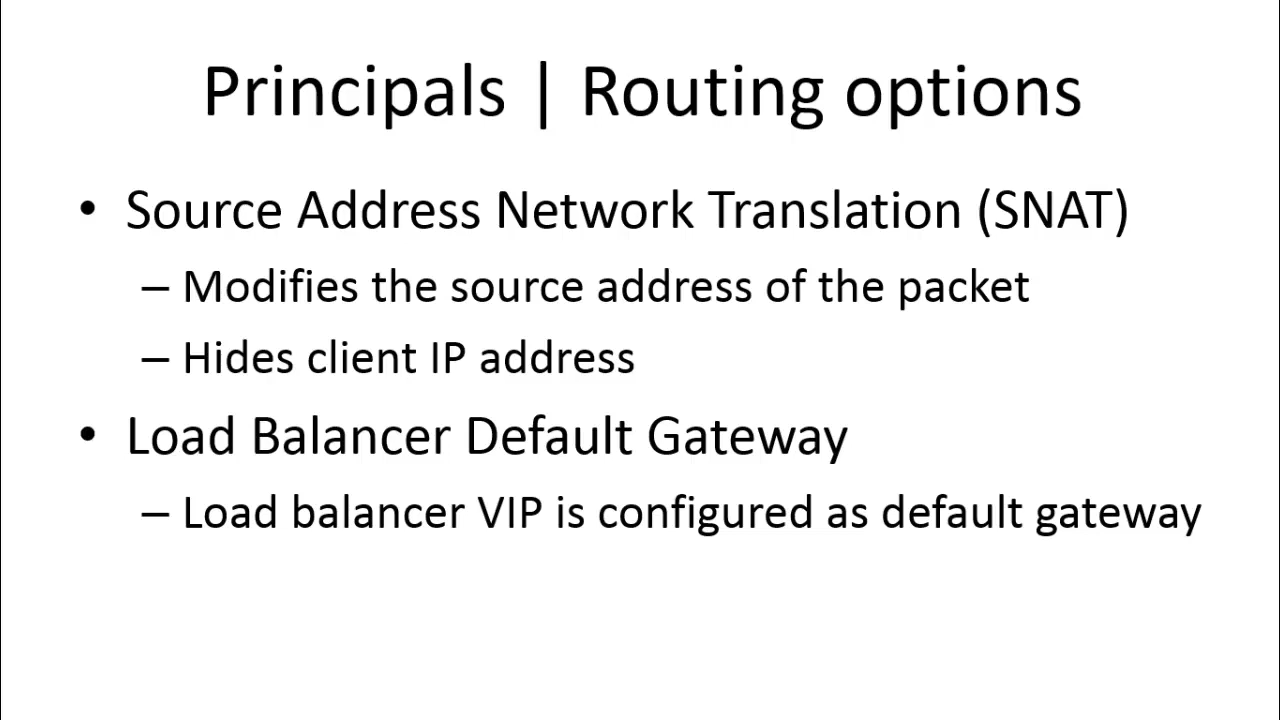 Principals | Routing options
• Source Address Network Translation (SNAT)
– Modifies the source address of the packet
– Hides client IP address
• Load Balancer Default Gateway
– Load balancer VIP is configured as default gateway